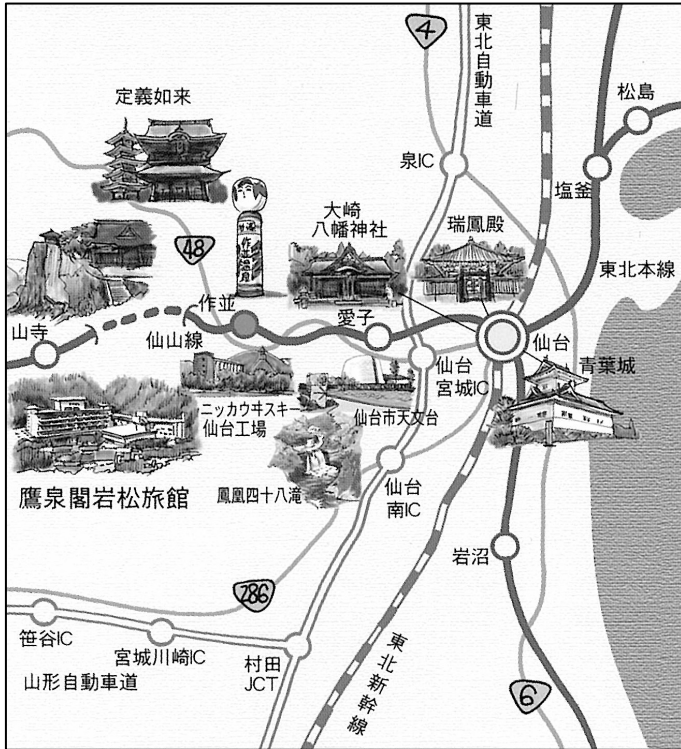 4
東北自動車道
松島
定義如来
泉IC
塩釜
大崎
八幡神社
瑞鳳殿
48
作並温泉
東北本線
作並
愛子
仙台
山寺
仙山線
仙台
宮城IC
青葉城
ニッカウヰスキー
仙台工場
仙台市天文台
鷹泉閣岩松旅館
鳳凰四十八滝
仙台
南IC
岩沼
286
笹谷IC
宮城川崎IC
村田
JCT
山形自動車道
東北新幹線
6